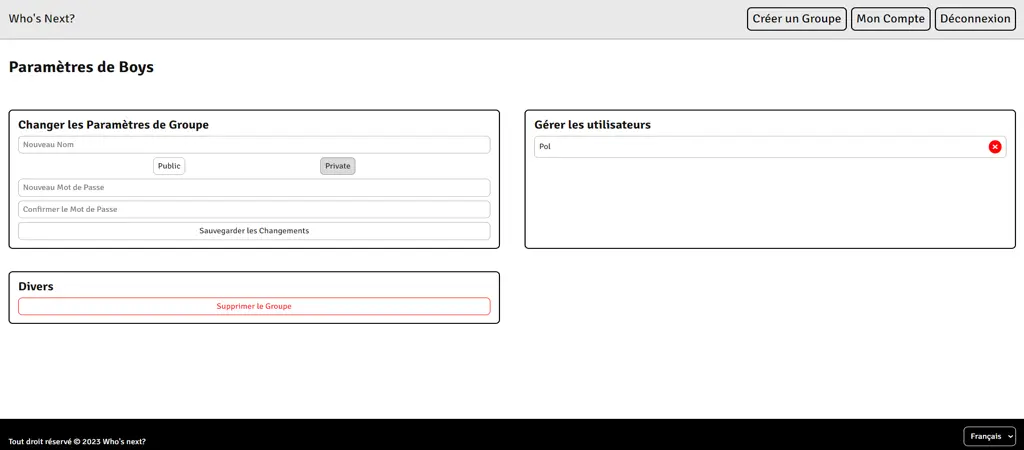 Who's Next?
Créer un Groupe
Mon Compte
Déconnexion
Paramètres de Boys
Changer les Paramètres de Groupe
Nouveau Nom
Public
Private
Nouveau Mot de Passe
Confirmer le Mot de Passe
Sauvegarder les Changements
Gérer les utilisateurs
Pol
Divers
Supprimer le Groupe
Tout droit réservé © 2023 Who's next?
Français